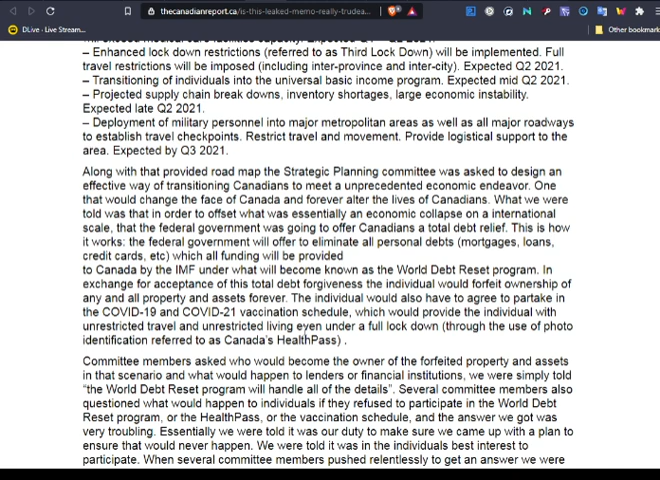 thecanadianreport.ca/is-this-leaked-memo-really-trudea...
DLive - Live Stream...
Other bookmark
– Enhanced lock down restrictions (referred to as Third Lock Down) will be implemented. Full
travel restrictions will be imposed (including inter-province and inter-city). Expected Q2 2021.
– Transitioning of individuals into the universal basic income program. Expected mid Q2 2021.
– Projected supply chain break downs, inventory shortages, large economic instability.
Expected late Q2 2021.
– Deployment of military personnel into major metropolitan areas as well as all major roadways
to establish travel checkpoints. Restrict travel and movement. Provide logistical support to the
area. Expected by Q3 2021.
Along with that provided road map the Strategic Planning committee was asked to design an
effective way of transitioning Canadians to meet a unprecedented economic endeavor. One
that would change the face of Canada and forever alter the lives of Canadians. What we were
told was that in order to offset what was essentially an economic collapse on a international
scale, that the federal government was going to offer Canadians a total debt relief. This is how
it works: the federal government will offer to eliminate all personal debts (mortgages, loans,
credit cards, etc) which all funding will be provided
to Canada by the IMF under what will become known as the World Debt Reset program. In
exchange for acceptance of this total debt forgiveness the individual would forfeit ownership of
any and all property and assets forever. The individual would also have to agree to partake in
the COVID-19 and COVID-21 vaccination schedule, which would provide the individual with
unrestricted travel and unrestricted living even under a full lock down (through the use of photo
identification referred to as Canada's HealthPass) .
Committee members asked who would become the owner of the forfeited property and assets
in that scenario and what would happen to lenders or financial institutions, we were simply told
“the World Debt Reset program will handle all of the details”. Several committee members also
questioned what would happen to individuals if they refused to participate in the World Debt
Reset program, or the HealthPass, or the vaccination schedule, and the answer we got was
very troubling. Essentially we were told it was our duty to make sure we came up with a plan to
ensure that would never happen. We were told it was in the individuals best interest to
participate. When several committee members pushed relentlessly to get an answer we were